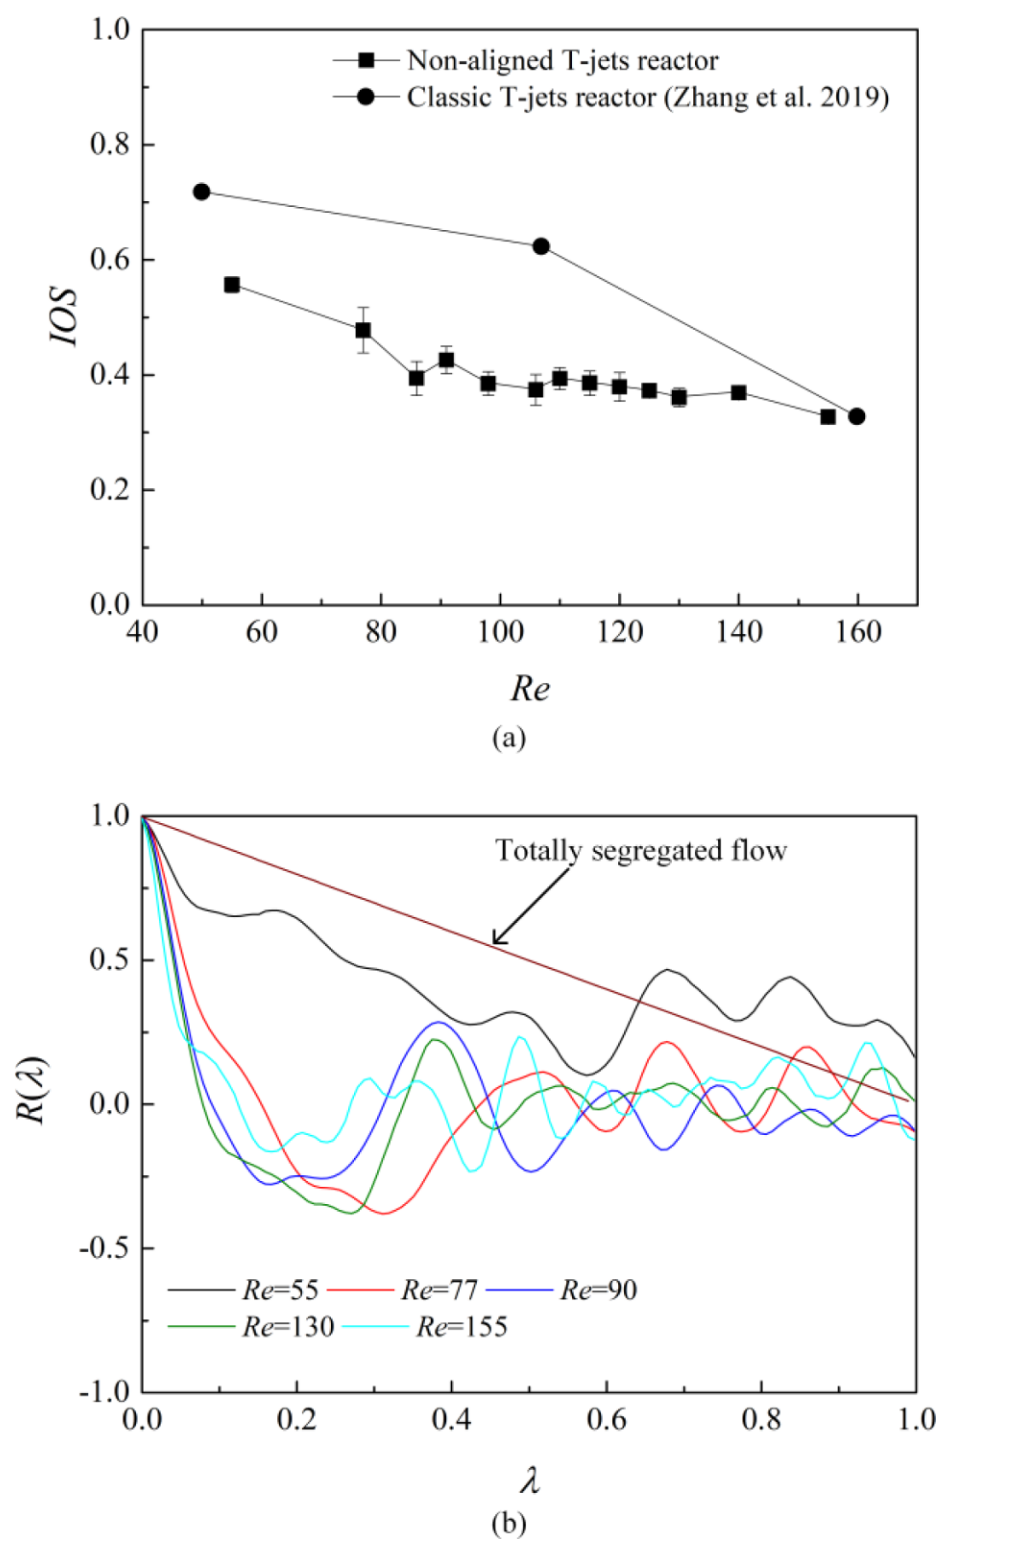 1.0
Non-aligned T-jets reactor
Classic T-jets reactor (Zhang et al. 2019)
0.8
0.6
IOS
0.4
0.2
0.0
40 60 80 100 120 140 160
Re
(a)
1.0
Totally segregated flow
0.5
R(λ)
0.0
-0.5
Re=55 Re=77 Re=90
Re=130 Re=155
-1.0
0.0 0.2 0.4 0.6 0.8 1.0
λ
(b)